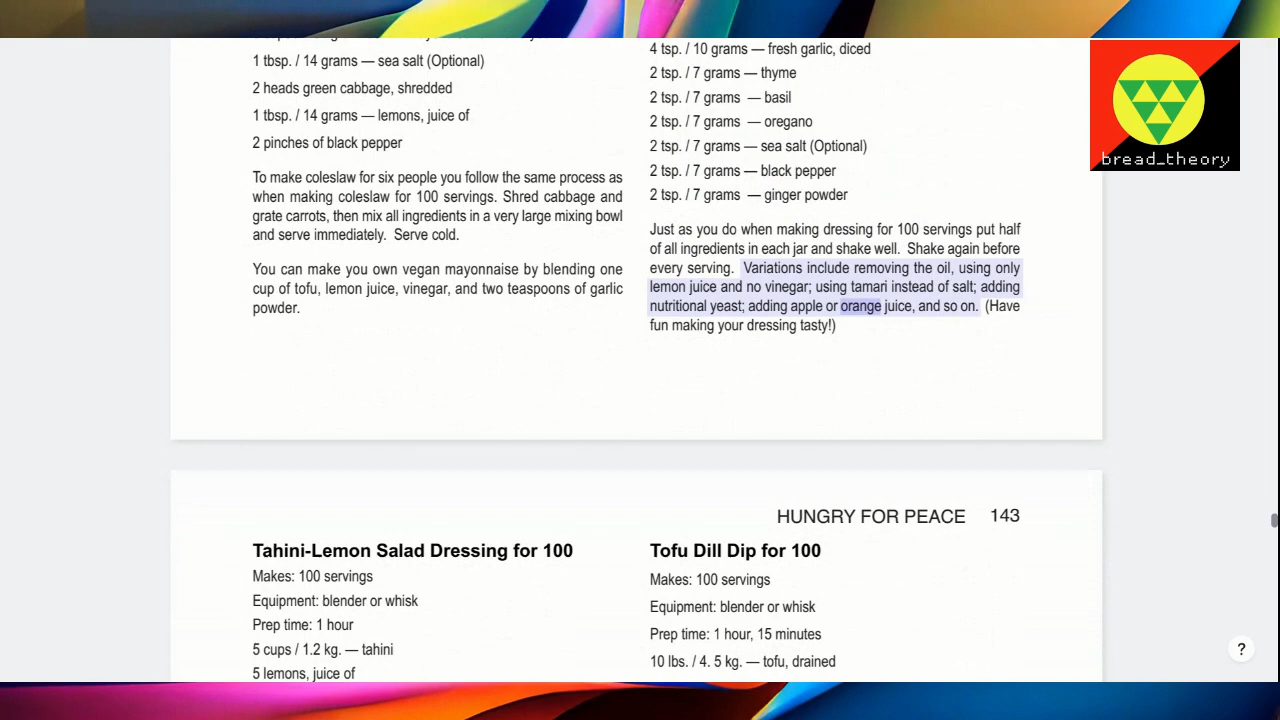 1 tbsp. / 14 grams — sea salt (Optional)
2 heads green cabbage, shredded
1 tbsp. / 14 grams — lemons, juice of
2 pinches of black pepper
To make coleslaw for six people you follow the same process as
when making coleslaw for 100 servings. Shred cabbage and
grate carrots, then mix all ingredients in a very large mixing bowl
and serve immediately. Serve cold.
You can make you own vegan mayonnaise by blending one
cup of tofu, lemon juice, vinegar, and two teaspoons of garlic
powder.
4 tsp. / 10 grams — fresh garlic, diced
2 tsp. / 7 grams — thyme
2 tsp. / 7 grams — basil
2 tsp. / 7 grams — oregano
2 tsp. / 7 grams — sea salt (Optional)
2 tsp. / 7 grams — black pepper
2 tsp. / 7 grams — ginger powder
Just as you do when making dressing for 100 servings put half
of all ingredients in each jar and shake well. Shake again before
every serving. Variations include removing the oil, using only
lemon juice and no vinegar; using tamari instead of salt; adding
nutritional yeast; adding apple or orange juice, and so on. (Have
fun making your dressing tasty!)
bread_theory
HUNGRY FOR PEACE 143
Tahini-Lemon Salad Dressing for 100
Makes: 100 servings
Equipment: blender or whisk
Prep time: 1 hour
5 cups / 1.2 kg. — tahini
5 lemons, juice of
Tofu Dill Dip for 100
Makes: 100 servings
Equipment: blender or whisk
Prep time: 1 hour, 15 minutes
10 lbs. / 4. 5 kg. — tofu, drained
?